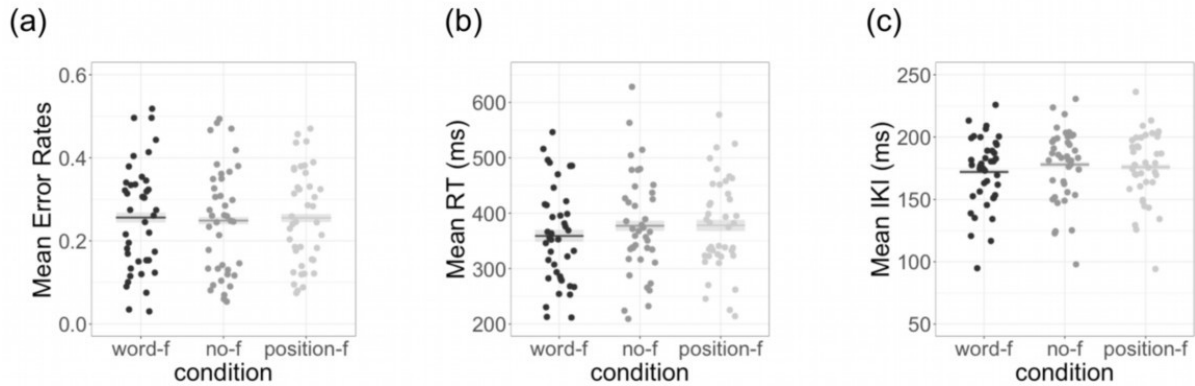 (a)
(b)
(c)
Mean Error Rates
0.6
0.4
0.2
0.0
word-f no-f position-f
condition
Mean RT (ms)
600
500
400
300
200
word-f no-f position-f
condition
Mean IKI (ms)
250
200
150
100
50
word-f no-f position-f
condition